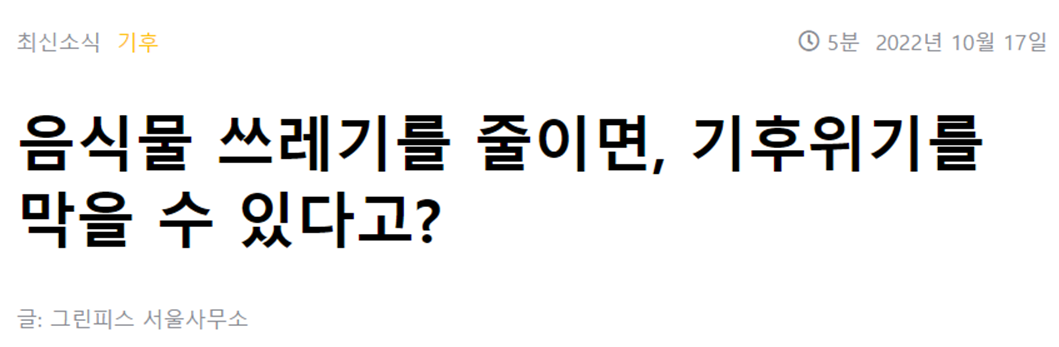 최신소식 기후 5분 2022년 10월 17일
음식물 쓰레기를 줄이면, 기후위기를
막을 수 있다고?
글: 그린피스 서울사무소